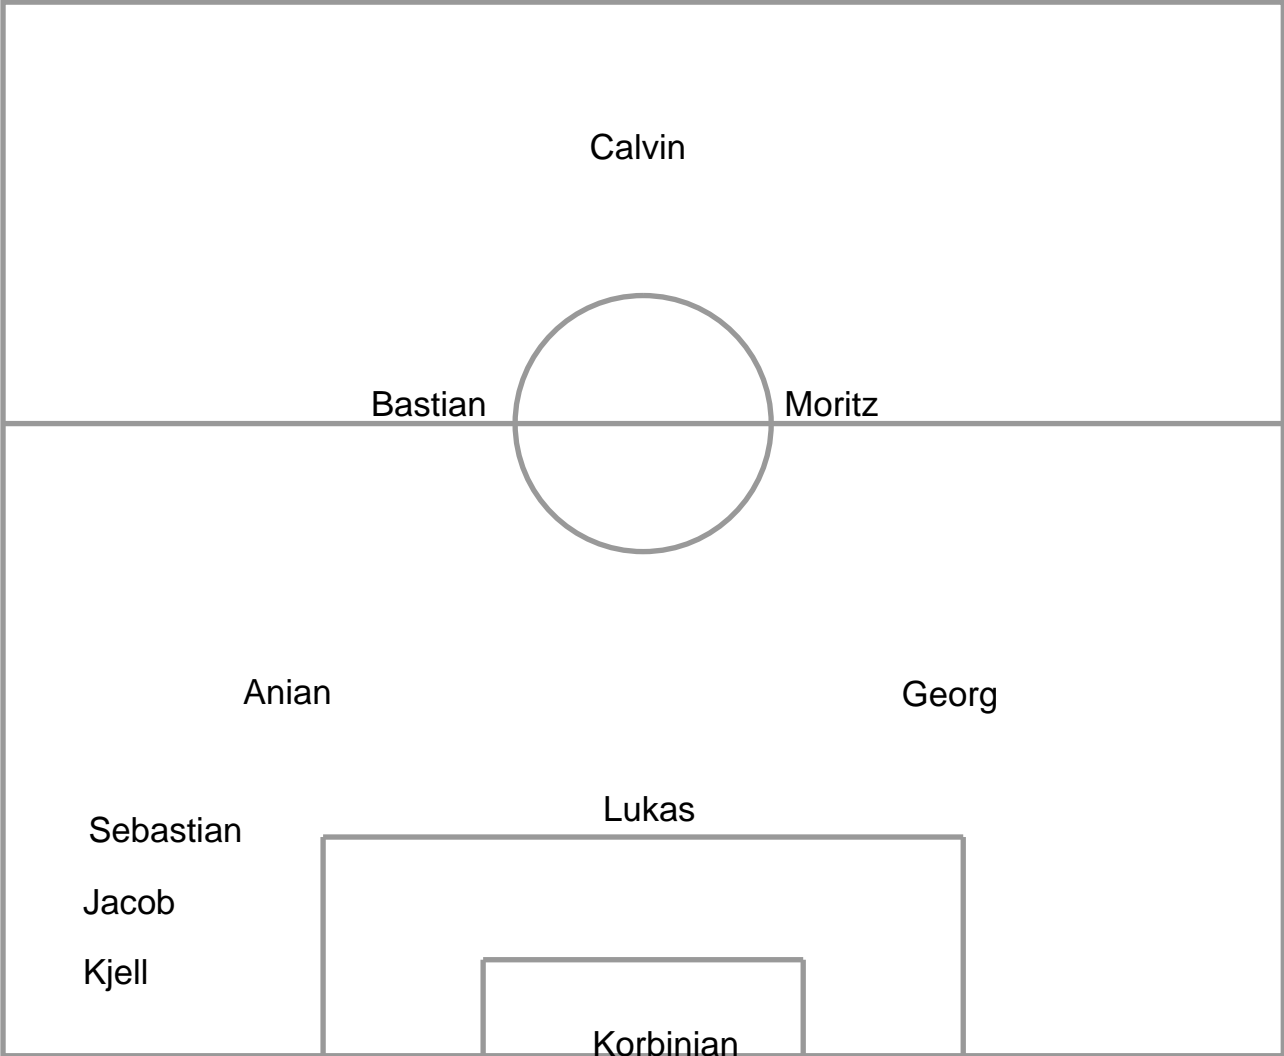 Calvin
Bastian
Moritz
Anian
Georg
Lukas
Sebastian
Jacob
Kjell
Korbinian